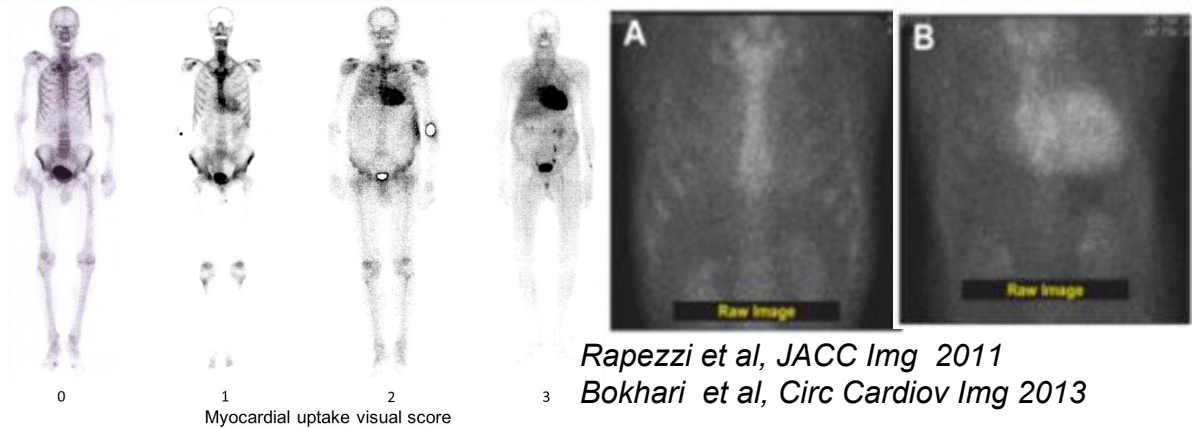 A
B
Raw Image
Raw Image
Rapezzi et al, JACC Img 2011
Bokhari et al, Circ Cardiov Img 2013
0 1 2 3
Myocardial uptake visual score